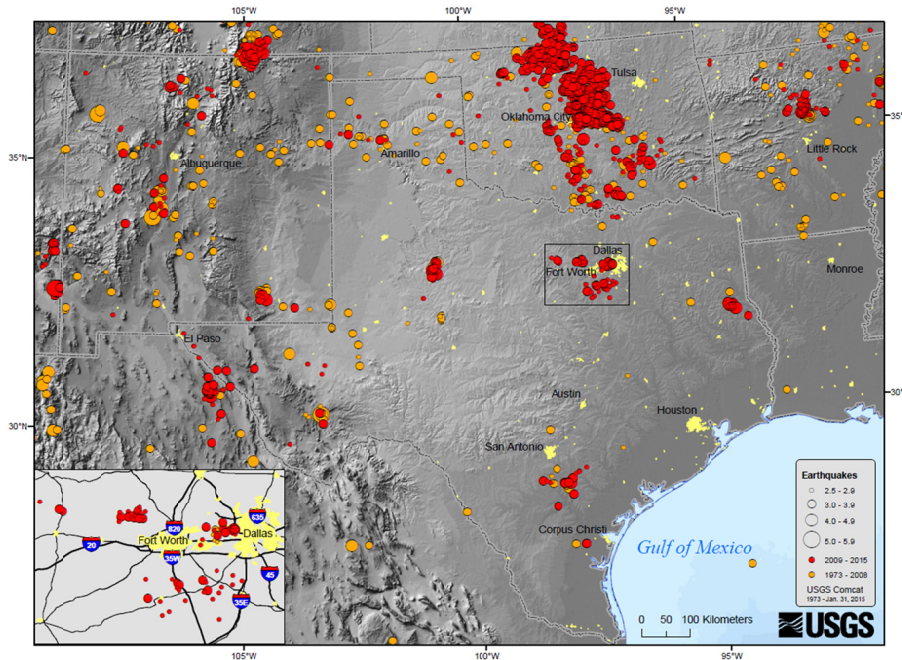 105°W
100°W
95°W
Tulsa
Oklahoma City
35°N
35°N
Little Rock
Albuquerque
Amarillo
Dallas
Fort Worth
Monroe
El Paso
30°N
30°N
Austin
Houston
San Antonio
Corpus Christi
Gulf of Mexico
Earthquakes
2.5 - 2.9
3.0 - 3.9
4.0 - 4.9
5.0 - 5.9
2009 - 2015
1973 - 2008
USGS Comcat
1973 - Jan. 31, 2015
820
635
Fort Worth
Dallas
20
35W
45
35E
0 50 100 Kilometers
USGS
105°W
100°W
95°W